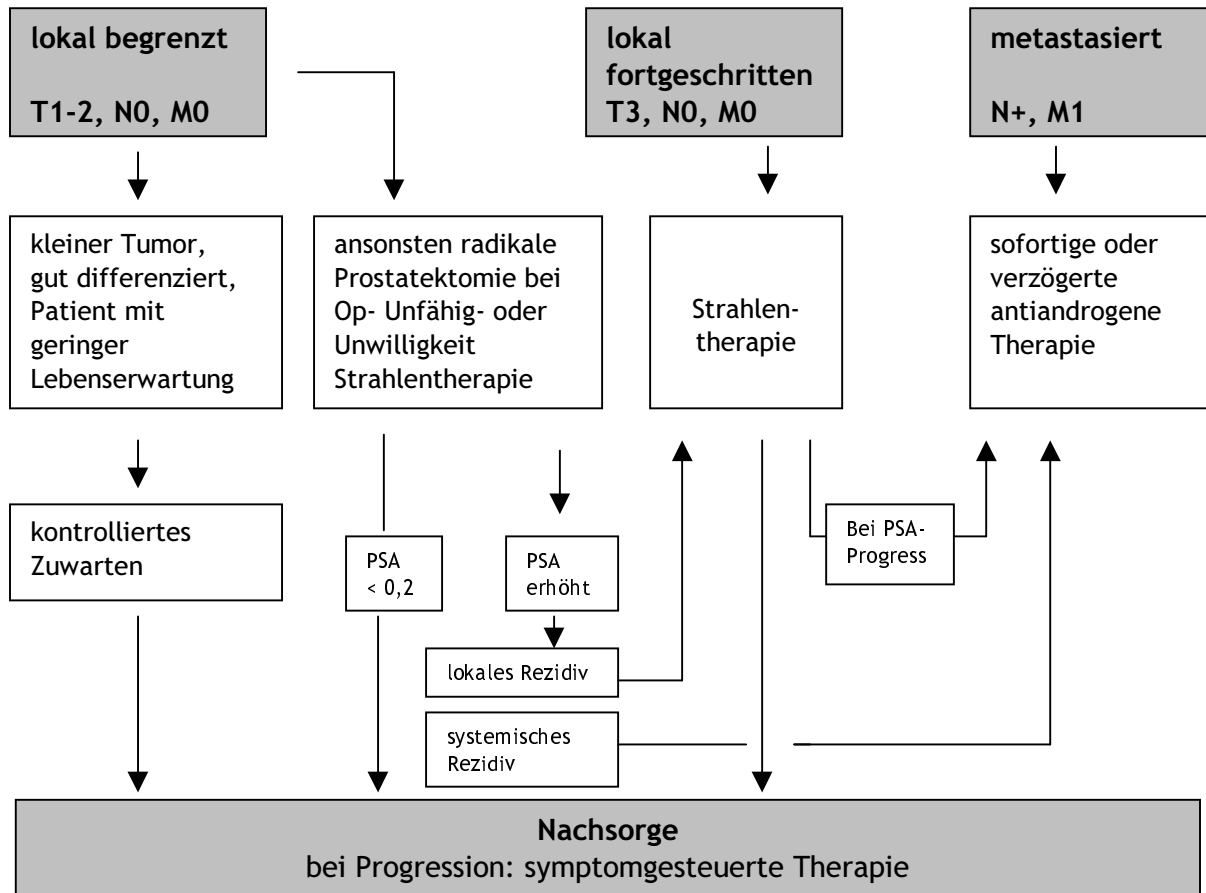 lokal begrenzt
T1-2, N0, M0
lokal
fortgeschritten
T3, N0, M0
metastasiert
N+, M1
kleiner Tumor,
gut differenziert,
Patient mit
geringer
Lebenserwartung
ansonsten radikale
Prostatektomie bei
Op- Unfähig- oder
Unwilligkeit
Strahlentherapie
Strahlen-
therapie
sofortige oder
verzögerte
antiandrogene
Therapie
kontrolliertes
Zuwarten
PSA
< 0,2
PSA
erhöht
Bei PSA-
Progress
lokales Rezidiv
systemisches
Rezidiv
Nachsorge
bei Progression: symptomgesteuerte Therapie